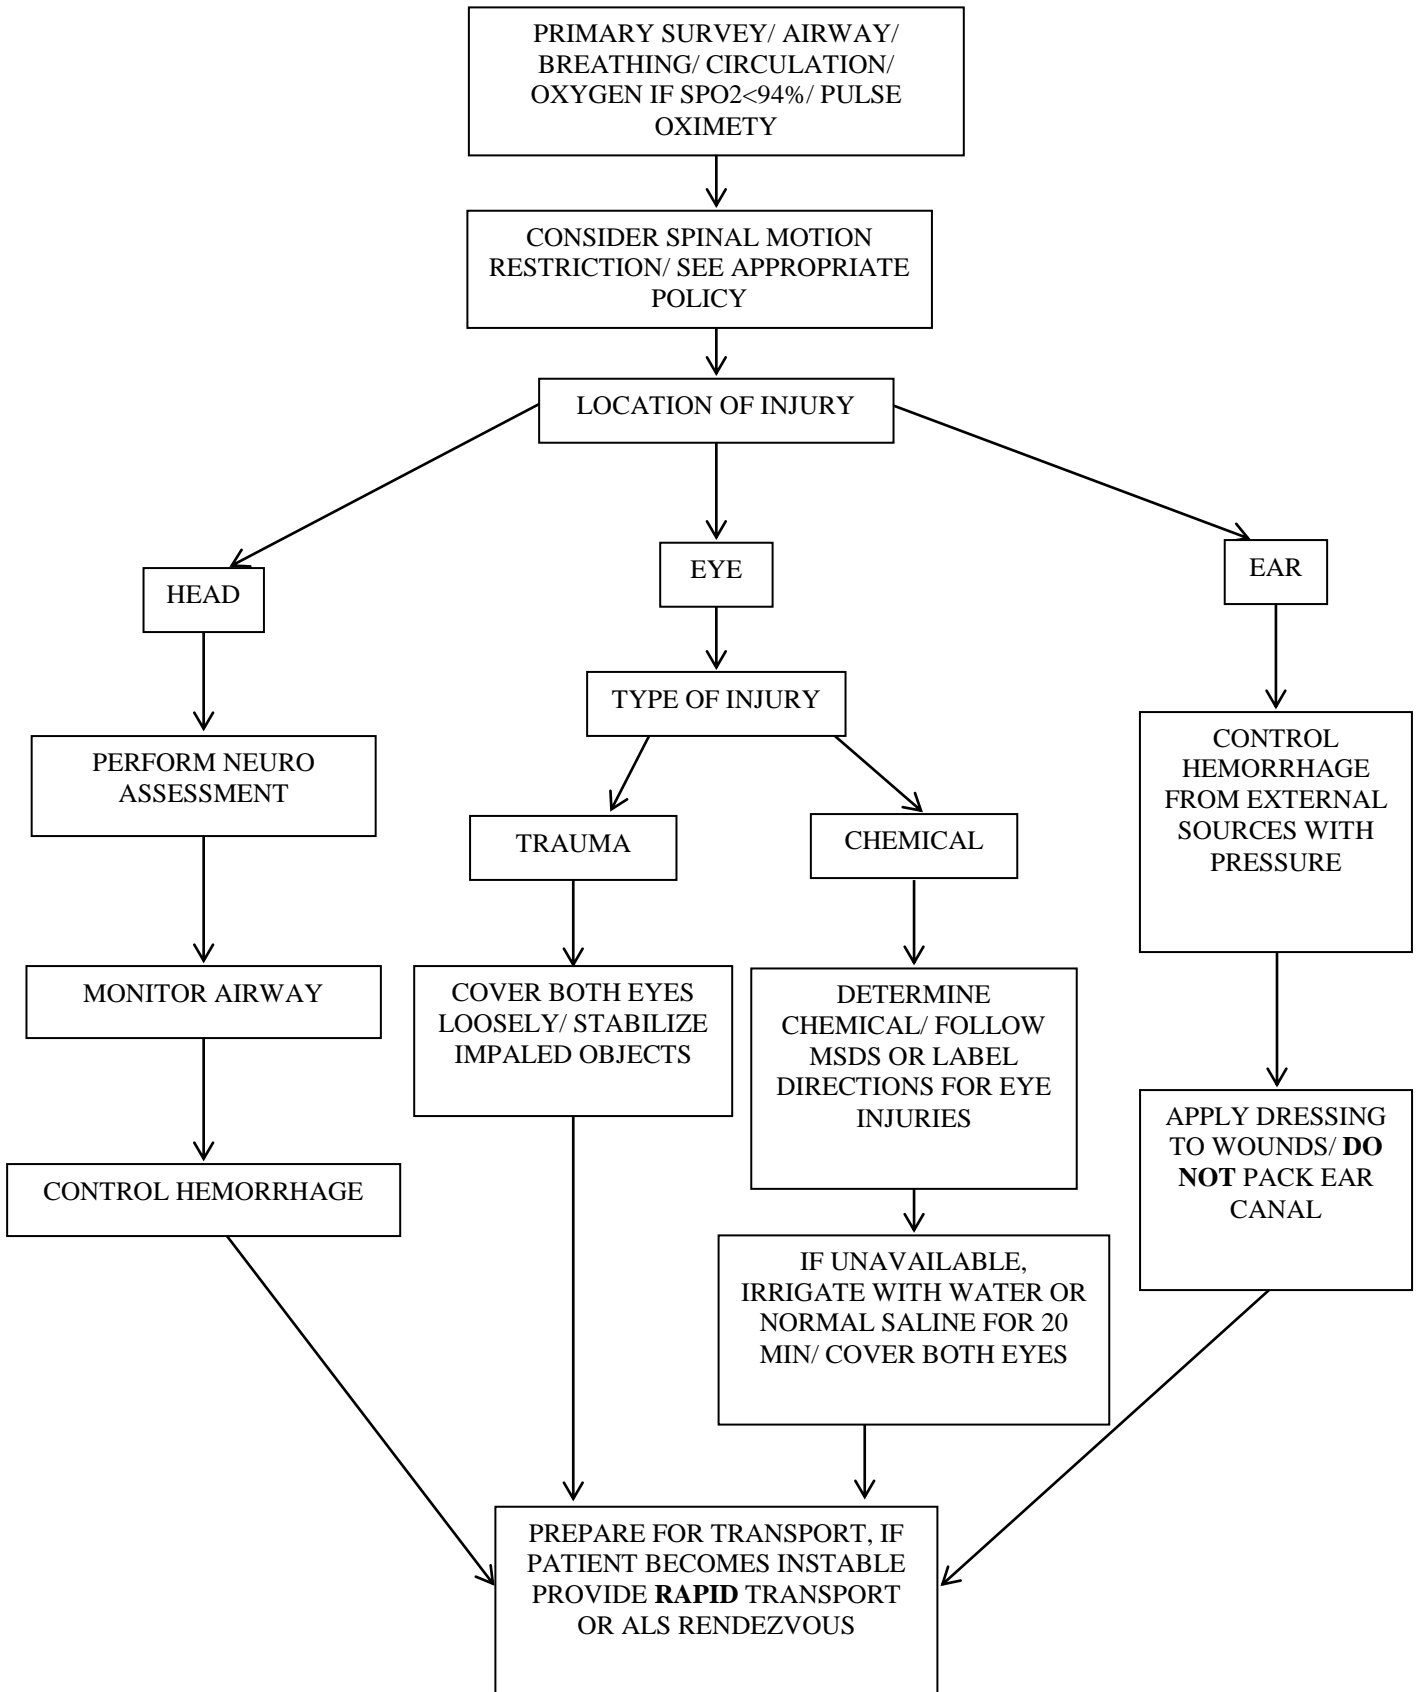 PRIMARY SURVEY/ AIRWAY/
BREATHING/ CIRCULATION/
OXYGEN IF SPO2<94%/ PULSE
OXIMETY
CONSIDER SPINAL MOTION
RESTRICTION/ SEE APPROPRIATE
POLICY
LOCATION OF INJURY
HEAD
EYE
EAR
TYPE OF INJURY
PERFORM NEURO
ASSESSMENT
TRAUMA
CHEMICAL
CONTROL
HEMORRHAGE
FROM EXTERNAL
SOURCES WITH
PRESSURE
MONITOR AIRWAY
COVER BOTH EYES
LOOSELY/ STABILIZE
IMPALED OBJECTS
DETERMINE
CHEMICAL/ FOLLOW
MSDS OR LABEL
DIRECTIONS FOR EYE
INJURIES
APPLY DRESSING
TO WOUNDS/ DO
NOT PACK EAR
CANAL
CONTROL HEMORRHAGE
IF UNAVAILABLE,
IRRIGATE WITH WATER OR
NORMAL SALINE FOR 20
MIN/ COVER BOTH EYES
PREPARE FOR TRANSPORT, IF
PATIENT BECOMES INSTABLE
PROVIDE RAPID TRANSPORT
OR ALS RENDEZVOUS